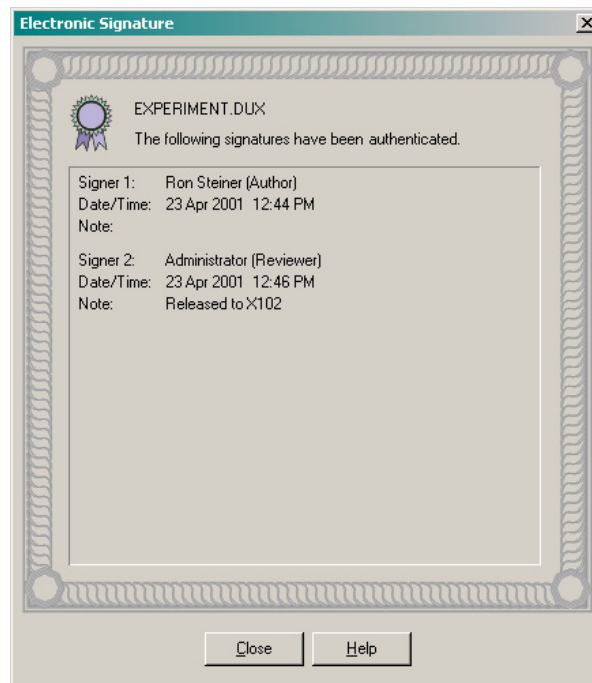 Electronic Signature
EXPERIMENT.DUX
The following signatures have been authenticated.
Signer 1: Ron Steiner (Author)
Date/Time: 23 Apr 2001 12:44 PM
Note:
Signer 2: Administrator (Reviewer)
Date/Time: 23 Apr 2001 12:46 PM
Note: Released to X102
Close Help